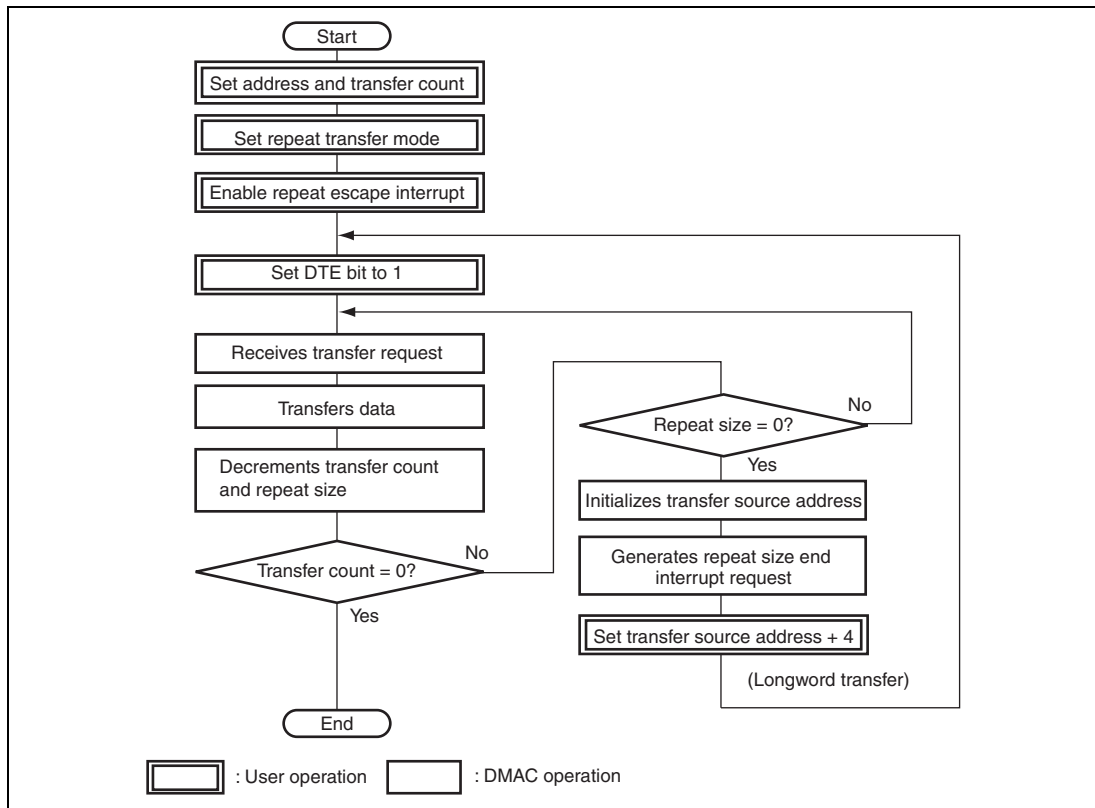 Start
Set address and transfer count
Set repeat transfer mode
Enable repeat escape interrupt
Set DTE bit to 1
Receives transfer request
Transfers data
Decrements transfer count
and repeat size
Transfer count = 0?
No
Yes
End
Repeat size = 0?
No
Yes
Initializes transfer source address
Generates repeat size end
interrupt request
Set transfer source address + 4
(Longword transfer)
: User operation
: DMAC operation